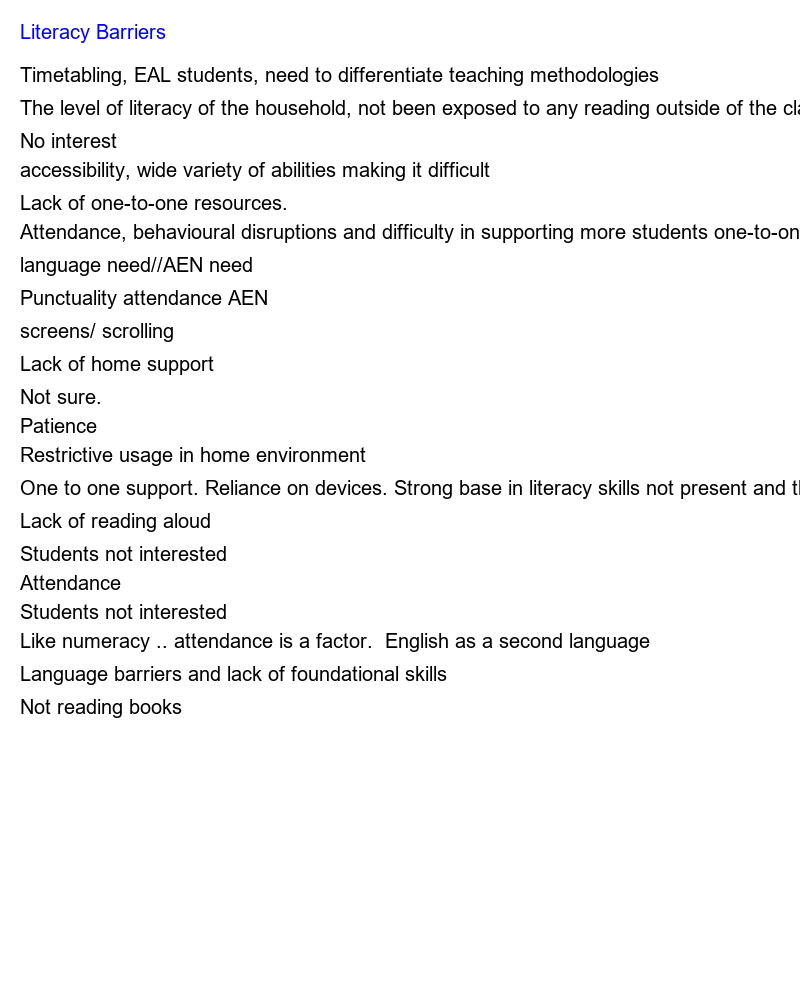 Literacy Barriers
Timetabling, EAL students, need to differentiate teaching methodologies
The level of literacy of the household, not been exposed to any reading outside of the
No interest
accessibility, wide variety of abilities making it difficult
Lack of one-to-one resources.
Attendance, behavioural disruptions and difficulty in supporting more students one-to-on
language need//AEN need
Punctuality attendance AEN
screens/ scrolling
Lack of home support
Not sure.
Patience
Restrictive usage in home environment
One to one support. Reliance on devices. Strong base in literacy skills not present and
Lack of reading aloud
Students not interested
Attendance
Students not interested
Like numeracy .. attendance is a factor.  English as a second language
Language barriers and lack of foundational skills
Not reading books